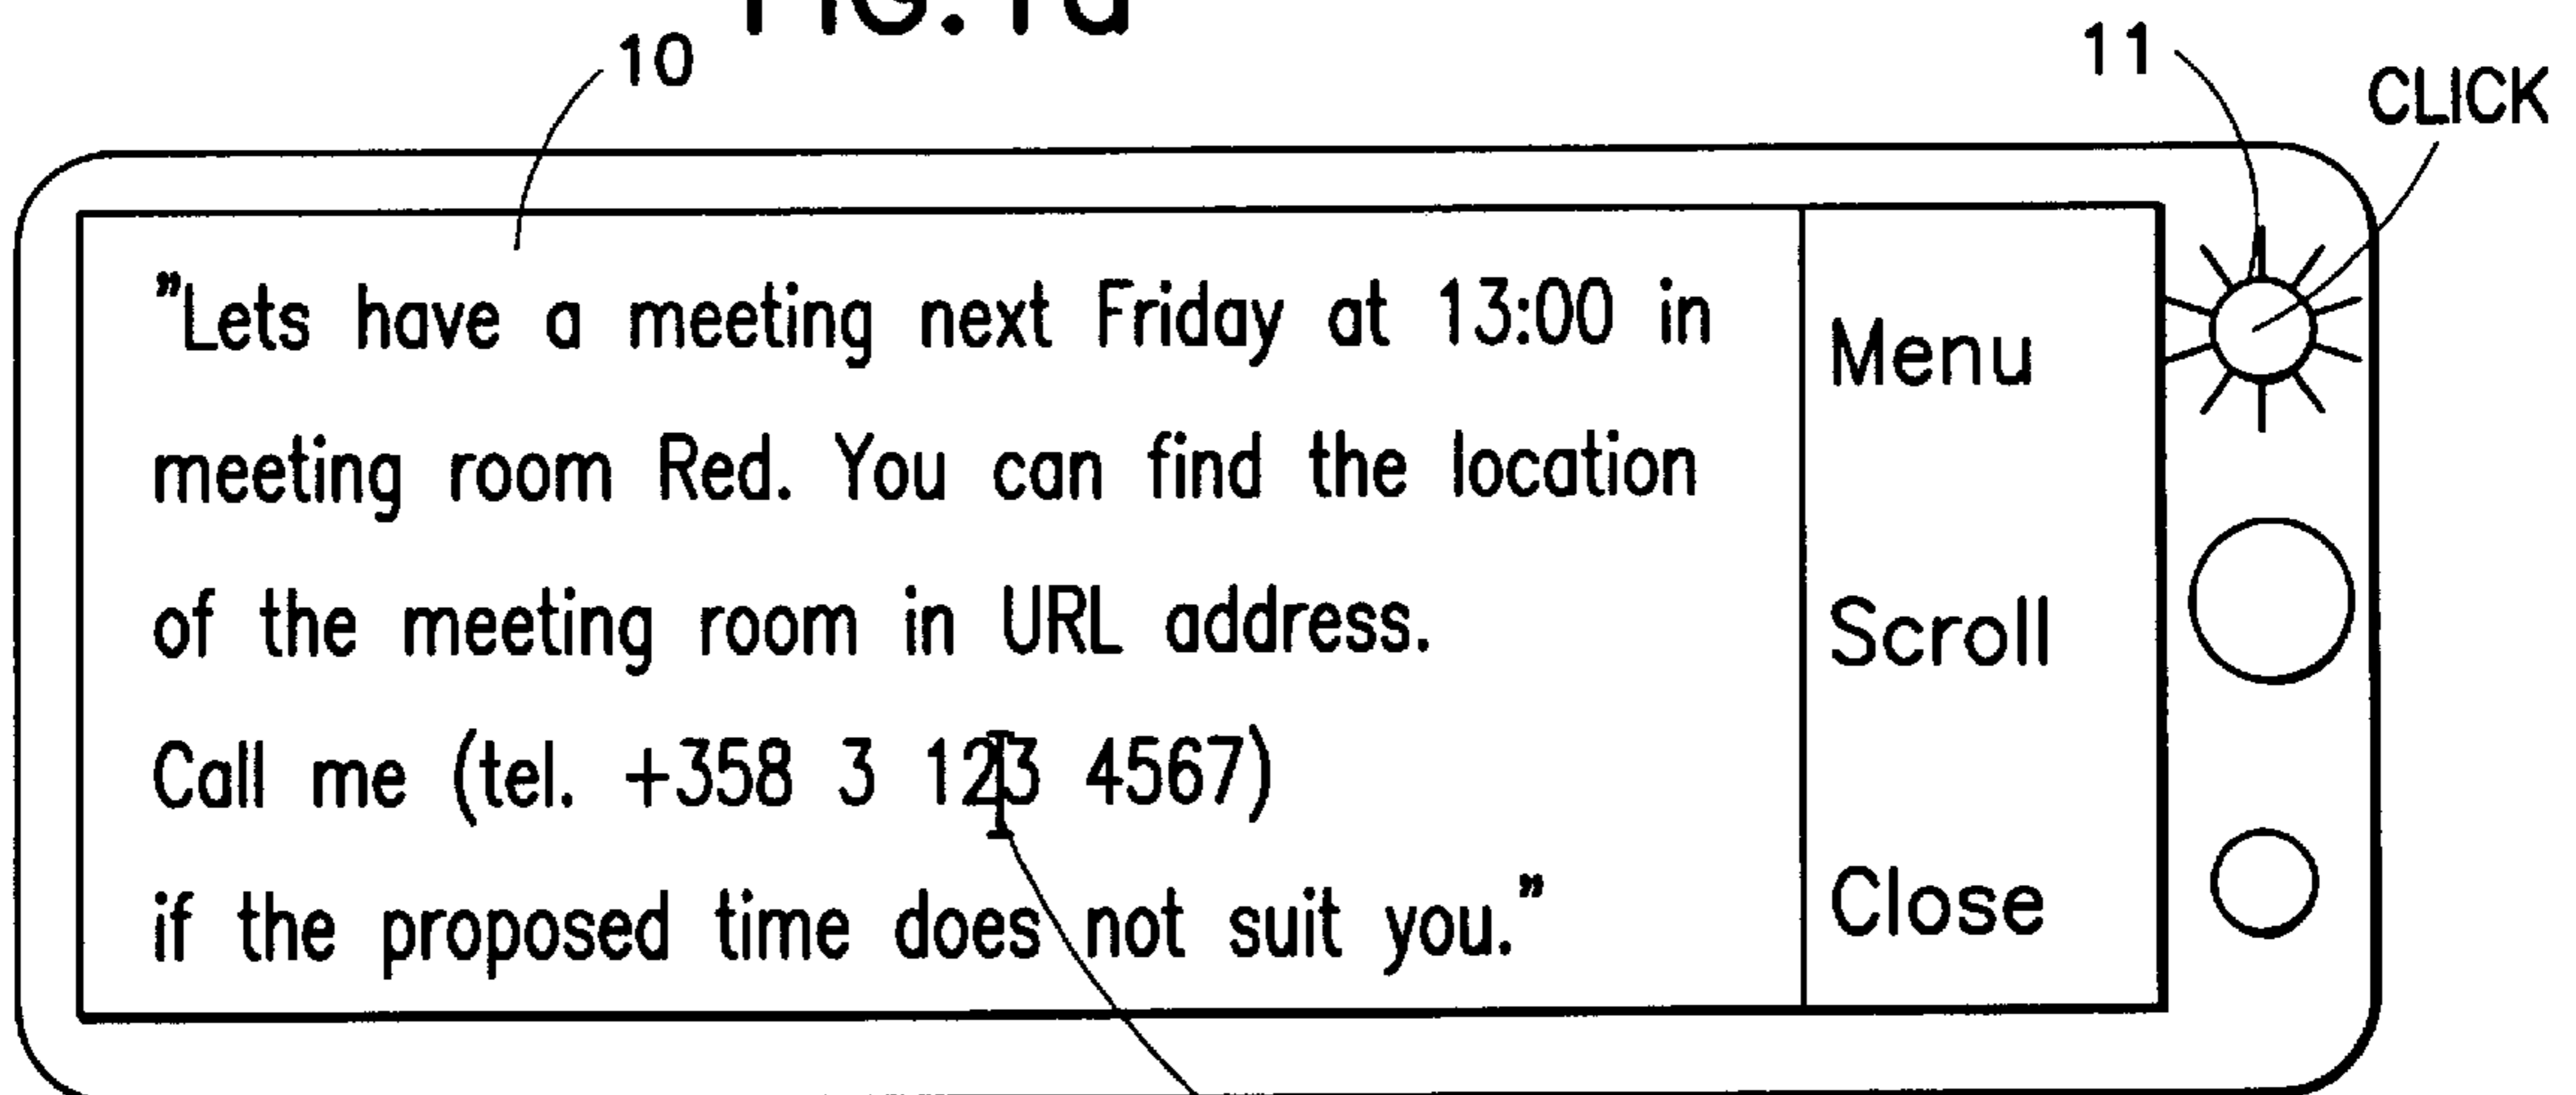 FIG. 1a
10
11
CLICK
"Lets have a meeting next Friday at 13:00 in
meeting room Red. You can find the location
of the meeting room in URL address.
Call me (tel. +358 3 123 4567)
if the proposed time does not suit you."
Menu
Scroll
Close